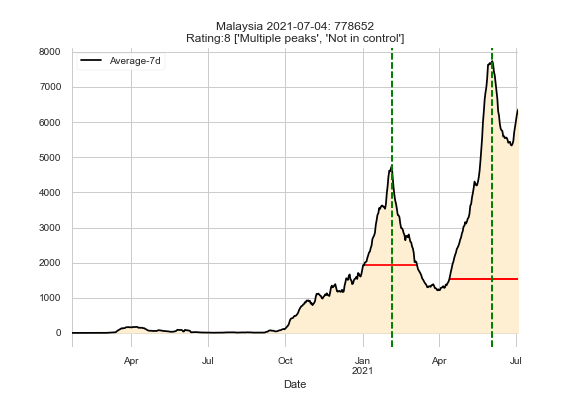 Malaysia 2021-07-04: 778652
Rating:8 ['Multiple peaks', 'Not in control']
Average-7d
8000
7000
6000
5000
4000
3000
2000
1000
0
Apr Jul Oct Jan Apr Jul
2021
Date